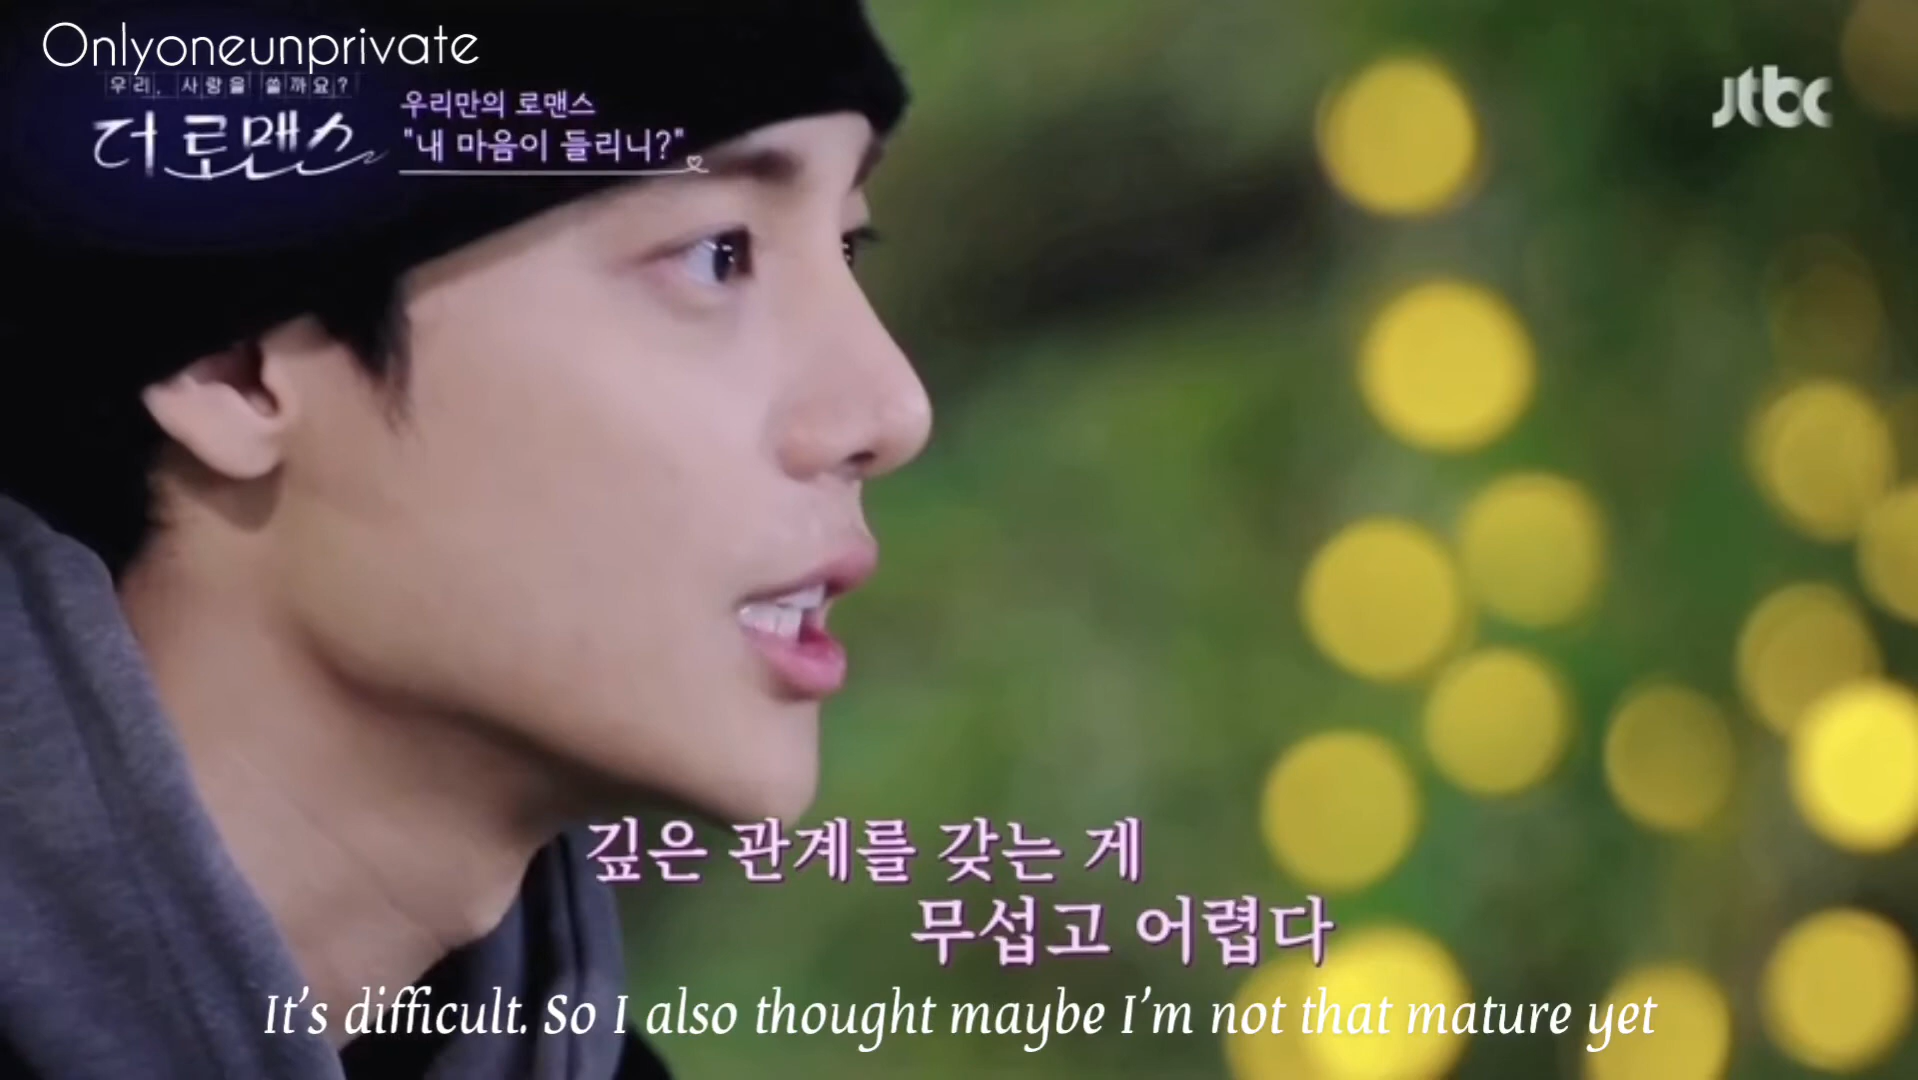 Onlyoneunprivate
우리, 사랑을 쓸까요?
더 로맨스
우리만의 로맨스
"내 마음이 들리니?"
jtbc
깊은 관계를 갖는 게
무섭고 어렵다
It's difficult. So I also thought maybe I'm not that mature yet